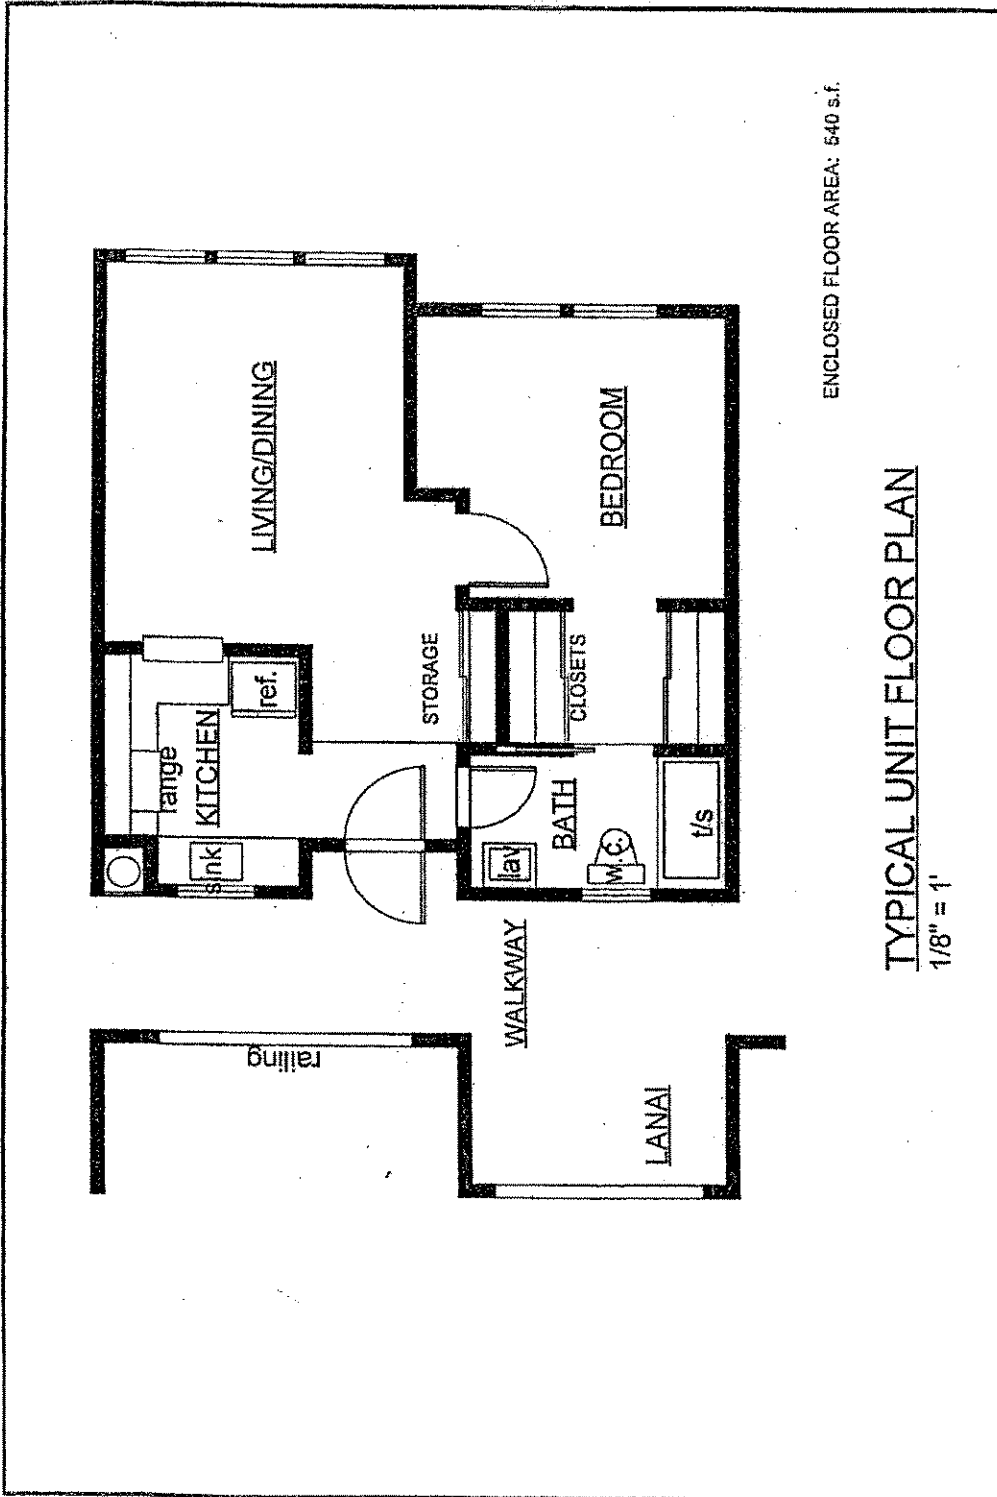 range
KITCHEN
sink
ref.
LIVING/DINING
railing
STORAGE
lav
WALKWAY
BATH
CLOSETS
BEDROOM
w.c.
LANAI
t/s
ENCLOSED FLOOR AREA: 540 s.f.
TYPICAL UNIT FLOOR PLAN
1/8" = 1'